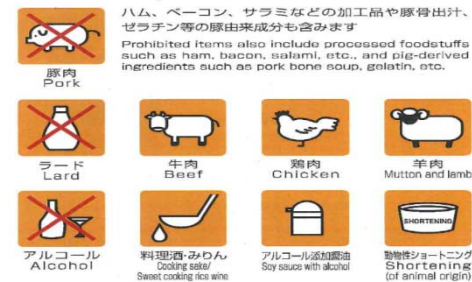 ハム、ベーコン、サラミなどの加工品や豚骨出汁、
ゼラチン等の豚由来成分も含みます
Prohibited items also include processed foodstuffs
such as ham, bacon, salami, etc., and pig-derived
ingredients such as pork bone soup, gelatin, etc.
豚肉
Pork
ラード
Lard
牛肉
Beef
鶏肉
Chicken
羊肉
Mutton and lamb
アルコール
Alcohol
料理酒・みりん
Cooking sake/
Sweet cooking rice wine
アルコール添加醤油
Soy sauce with alcohol
SHORTENING
動物性ショートニング
Shortening
(of animal origin)